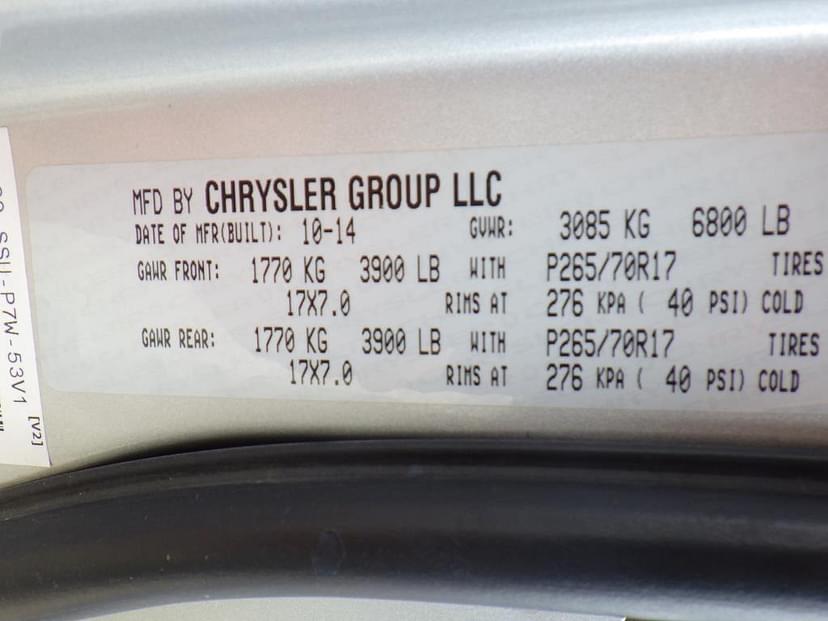 MFD BY CHRYSLER GROUP LLC
DATE OF MFR(BUILT): 10-14 GVWR: 3085 KG 6800 LB
GAWR FRONT: 1770 KG 3900 LB WITH P265/70R17 TIRES
17X7.0 RIMS AT 276 KPA ( 40 PSI) COLD
GAWR REAR: 1770 KG 3900 LB WITH P265/70R17 TIRES
17X7.0 RIMS AT 276 KPA ( 40 PSI) COLD
SSU-P7W-53V1
[V2]